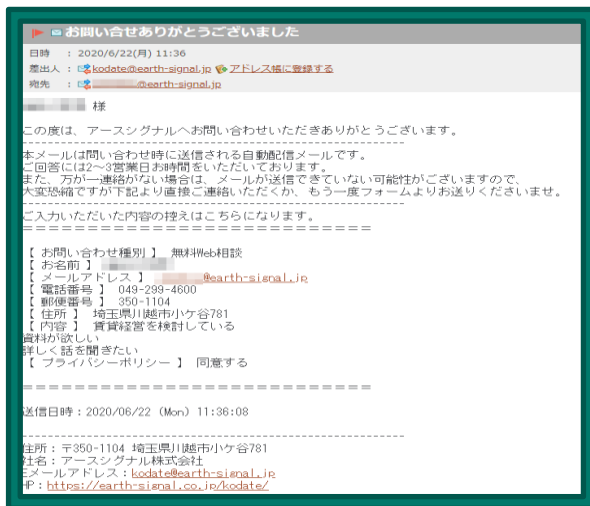 お問い合せありがとうございました
日時 : 2020/6/22(月) 11:36
差出人 : kodate@earth-signal.jp アドレス帳に登録する
宛先 : @earth-signal.jp
様
この度は、アースシグナルへお問い合わせいただきありがとうございます。
----------------------------------------------------
本メールは問い合わせ時に送信される自動配信メールです。
ご回答には2～3営業日お時間をいただいております。
また、万が一連絡がない場合は、メールが送信できていない可能性がございますので、
大変恐縮ですが下記より直接ご連絡いただくか、もう一度フォームよりお送りくださいませ。
----------------------------------------------------
ご入力いただいた内容の控えはこちらになります。
＝＝＝＝＝＝＝＝＝＝＝＝＝＝＝＝＝＝＝＝＝＝＝＝＝＝＝
【 お問い合わせ種別 】 無料Web相談
【 お名前 】
【 メールアドレス 】 @earth-signal.jp
【 電話番号 】 049-299-4600
【 郵便番号 】 350-1104
【 住所 】 埼玉県川越市小ケ谷781
【 内容 】 賃貸経営を検討している
資料が欲しい
詳しく話を聞きたい
【 プライバシーポリシー 】 同意する
＝＝＝＝＝＝＝＝＝＝＝＝＝＝＝＝＝＝＝＝＝＝＝＝＝＝＝
送信日時：2020/06/22 (Mon) 11:36:08
----------------------------------------------------
住所：〒350-1104 埼玉県川越市小ケ谷781
社名：アースシグナル株式会社
Eメールアドレス：kodate@earth-signal.jp
HP：https://earth-signal.co.jp/kodate/